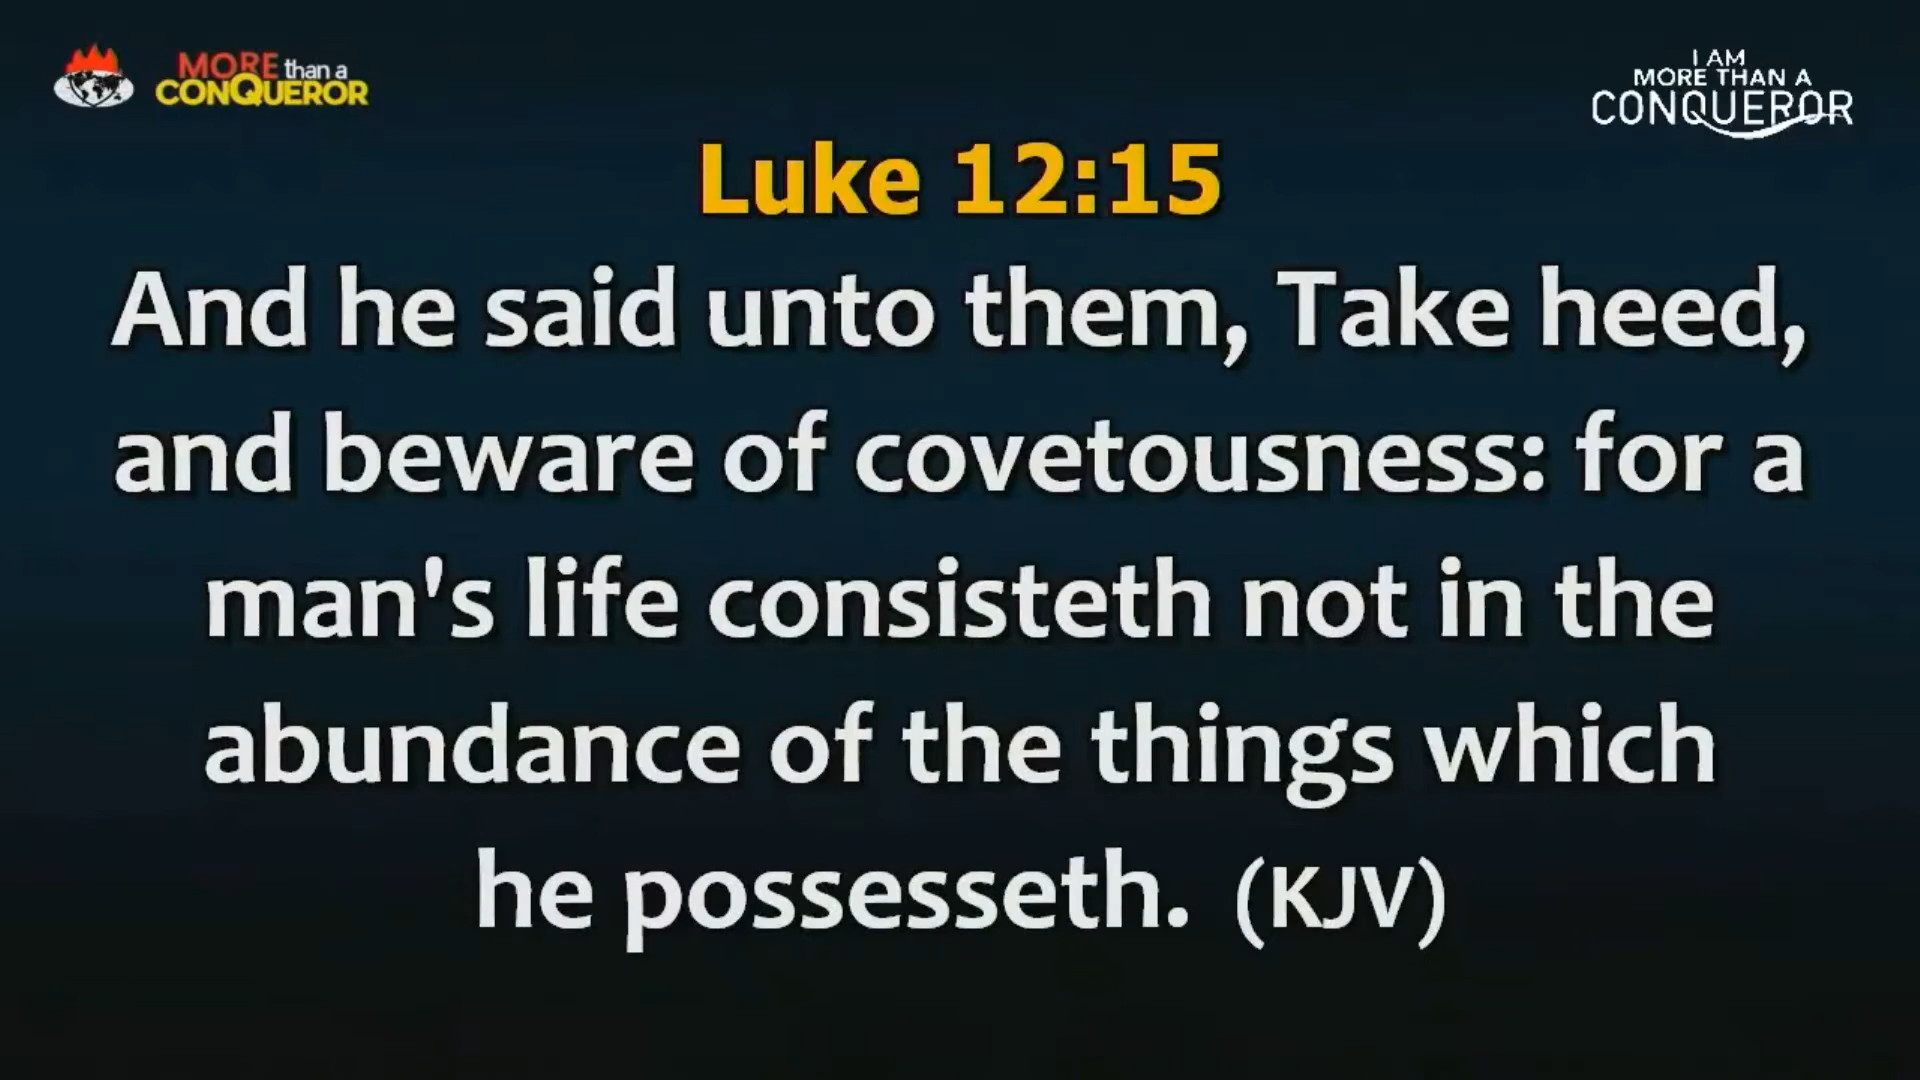 MORE than a
CONQUEROR
I AM
MORE THAN A
CONQUEROR
Luke 12:15
And he said unto them, Take heed,
and beware of covetousness: for a
man's life consisteth not in the
abundance of the things which
he possesseth. (KJV)